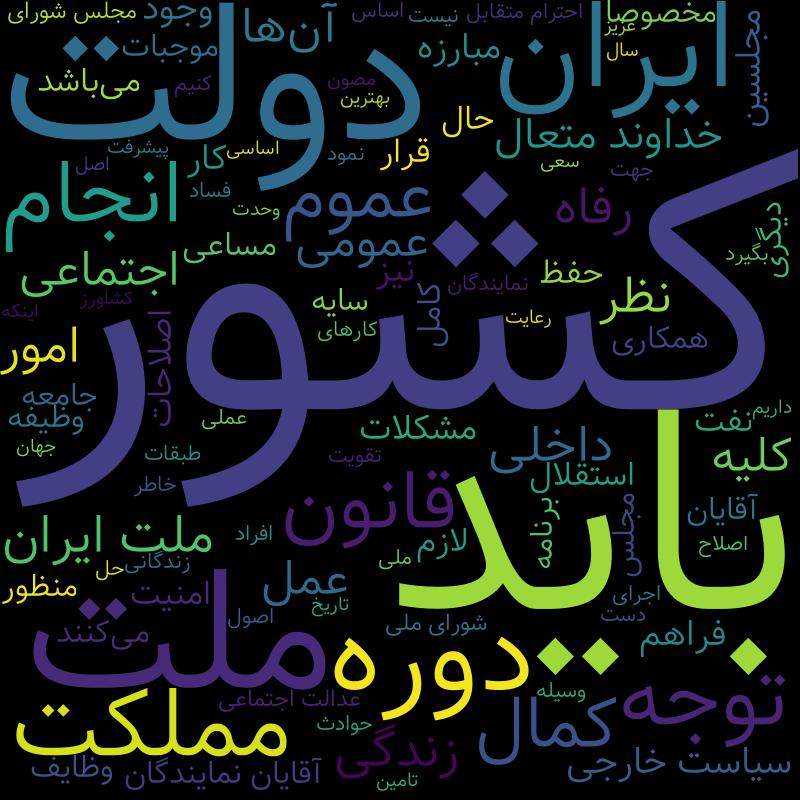 مجلس شورای
وجود
آن‌ها
اساس
نیست
احترام متقابل
مخصوصا
عزیز
سال
ایران
مجلسین
دولت
موجبات
می‌باشد
کنیم
مصون
بهترین
مبارزه
حال
خداوند متعال
پیشرفت
اصل
کار
اساسی
نمود
قرار
سعی
جهت
انجام
فساد
وحدت
عموم
عمومی
رفاه
دیگری
بگیرد
مساعی
اجتماعی
نیز
کامل
نمایندگان
حفظ
نظر
کشاورز
اینکه
سایه
کارهای
رعایت
همکاری
کشور
امور
اصلاحات
جامعه
وظیفه
عملی
جهان
طبقات
خاطر
مشکلات
تقویت
داخلی
استقلال
نفت
داریم
کلیه
قانون
باید
برنامه
مجلس
آقایان
اصلاح
ملت ایران
افراد
لازم
ملی
زندگانی
حل
منظور
امنیت
عمل
تاریخ
اصول
شورای ملی
اجرای
دست
فراهم
می‌کنند
ملت
دوره
وسیله
توجه
عدالت اجتماعی
حوادث
مملکت
کمال
زندگی
سیاست خارجی
وظایف
آقایان نمایندگان
تامین